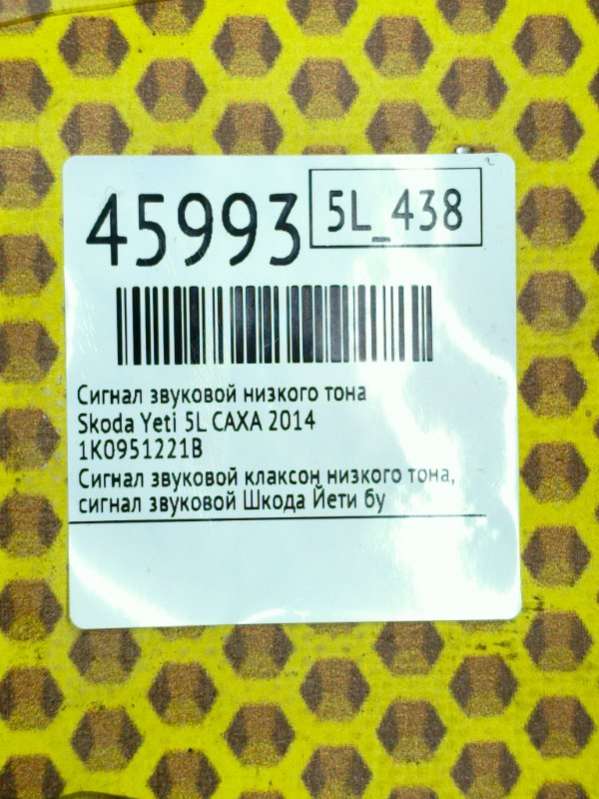 45993
5L_438
Сигнал звуковой низкого тона
Skoda Yeti 5L CAXA 2014
1K0951221B
Сигнал звуковой клаксон низкого тона,
сигнал звуковой Шкода Йети бу